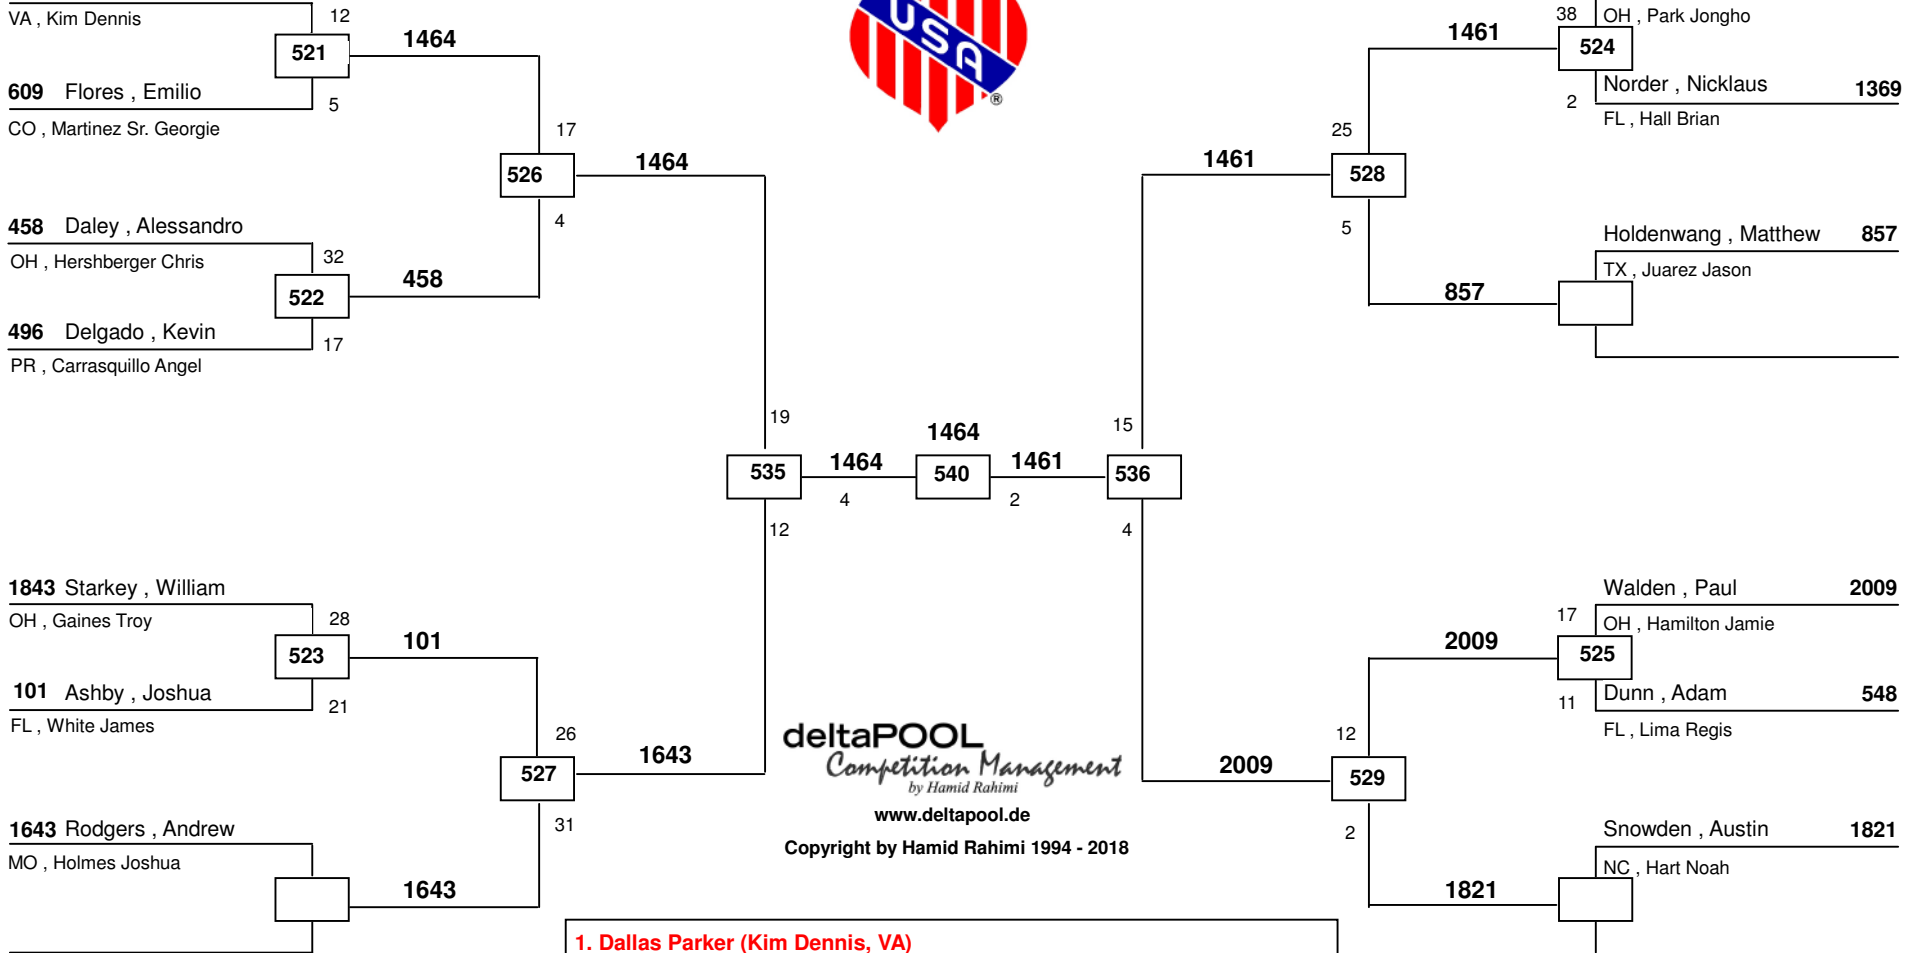 VA , Kim Dennis
12
521
1464
609 Flores , Emilio
5
CO , Martinez Sr. Georgie
17
526
1464
4
458 Daley , Alessandro
32
OH , Hershberger Chris
522
458
496 Delgado , Kevin
17
PR , Carrasquillo Angel
19
535
1464
4
12
1843 Starkey , William
28
OH , Gaines Troy
523
101
101 Ashby , Joshua
21
FL , White James
26
527
1643
31
1643 Rodgers , Andrew
MO , Holmes Joshua
1643
USA
®
1464
540
1461
2
15
536
4
38
OH , Park Jongho
1461
524
Norder , Nicklaus 1369
2
FL , Hall Brian
25
1461
528
5
Holdenwang , Matthew 857
TX , Juarez Jason
857
Walden , Paul 2009
17
OH , Hamilton Jamie
2009
525
Dunn , Adam 548
11
FL , Lima Regis
12
2009
529
2
Snowden , Austin 1821
NC , Hart Noah
1821
deltaPOOL
Competition Management
by Hamid Rahimi
www.deltapool.de
Copyright by Hamid Rahimi 1994 - 2018
1. Dallas Parker (Kim Dennis, VA)